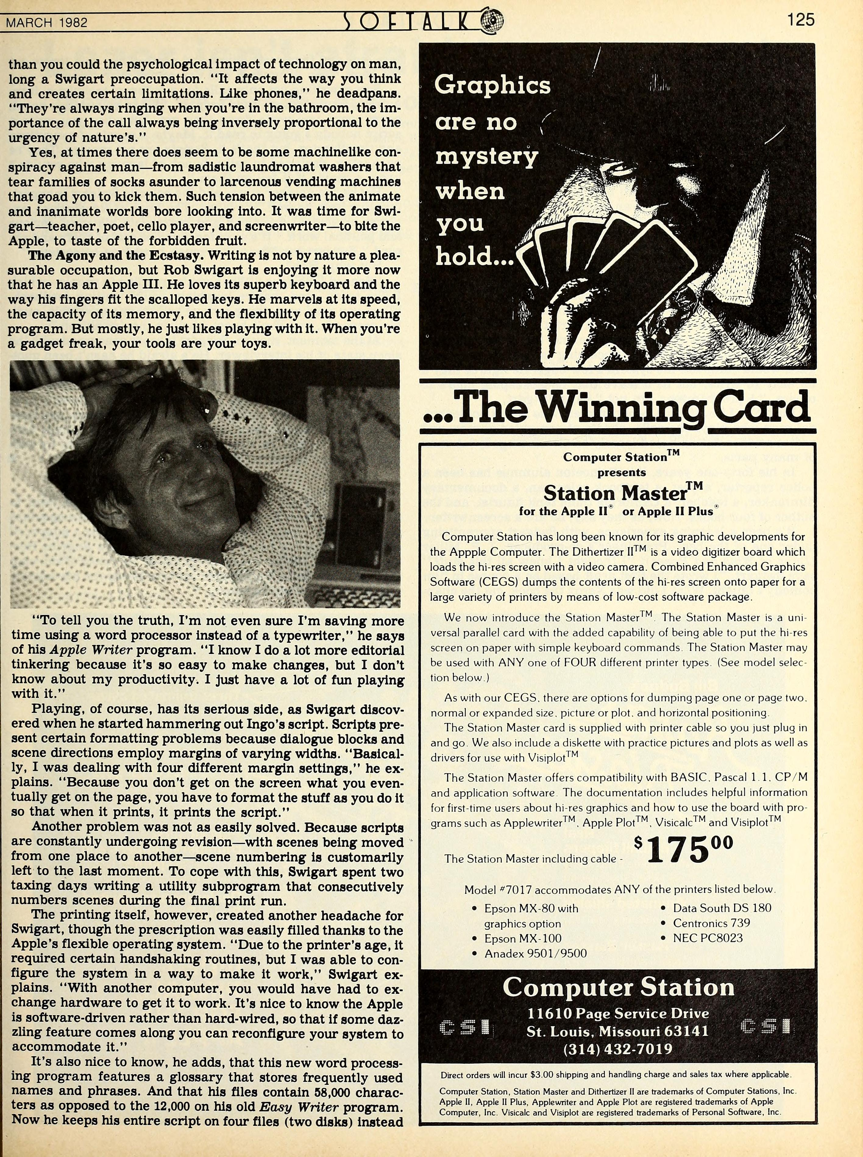 MARCH 1982
SOFTALK
125
than you could the psychological impact of technology on man,
long a Swigart preoccupation. "It affects the way you think
and creates certain limitations. Like phones," he deadpans.
"They're always ringing when you're in the bathroom, the im-
portance of the call always being inversely proportional to the
urgency of nature's."
Yes, at times there does seem to be some machinelike con-
spiracy against man—from sadistic laundromat washers that
tear families of socks asunder to larcenous vending machines
that goad you to kick them. Such tension between the animate
and inanimate worlds bore looking into. It was time for Swi-
gart—teacher, poet, cello player, and screenwriter—to bite the
Apple, to taste of the forbidden fruit.
The Agony and the Ecstasy. Writing is not by nature a plea-
surable occupation, but Rob Swigart is enjoying it more now
that he has an Apple III. He loves its superb keyboard and the
way his fingers fit the scalloped keys. He marvels at its speed,
the capacity of its memory, and the flexibility of its operating
program. But mostly, he just likes playing with it. When you're
a gadget freak, your tools are your toys.
"To tell you the truth, I'm not even sure I'm saving more
time using a word processor instead of a typewriter," he says
of his Apple Writer program. "I know I do a lot more editorial
tinkering because it's so easy to make changes, but I don't
know about my productivity. I just have a lot of fun playing
with it."
Playing, of course, has its serious side, as Swigart discov-
ered when he started hammering out Ingo's script. Scripts pre-
sent certain formatting problems because dialogue blocks and
scene directions employ margins of varying widths. "Basical-
ly, I was dealing with four different margin settings," he ex-
plains. "Because you don't get on the screen what you even-
tually get on the page, you have to format the stuff as you do it
so that when it prints, it prints the script."
Another problem was not as easily solved. Because scripts
are constantly undergoing revision—with scenes being moved
from one place to another—scene numbering is customarily
left to the last moment. To cope with this, Swigart spent two
taxing days writing a utility subprogram that consecutively
numbers scenes during the final print run.
The printing itself, however, created another headache for
Swigart, though the prescription was easily filled thanks to the
Apple's flexible operating system. "Due to the printer's age, it
required certain handshaking routines, but I was able to con-
figure the system in a way to make it work," Swigart ex-
plains. "With another computer, you would have had to ex-
change hardware to get it to work. It's nice to know the Apple
is software-driven rather than hard-wired, so that if some daz-
zling feature comes along you can reconfigure your system to
accommodate it."
It's also nice to know, he adds, that this new word process-
ing program features a glossary that stores frequently used
names and phrases. And that his files contain 58,000 charac-
ters as opposed to the 12,000 on his old Easy Writer program.
Now he keeps his entire script on four files (two disks) instead
Graphics
are no
mystery
when
you
hold...
...The Winning Card
Computer Station™
presents
Station Master™
for the Apple II® or Apple II Plus®
Computer Station has long been known for its graphic developments for
the Appple Computer. The Dithertizer II™ is a video digitizer board which
loads the hi-res screen with a video camera. Combined Enhanced Graphics
Software (CEGS) dumps the contents of the hi-res screen onto paper for a
large variety of printers by means of low-cost software package.
We now introduce the Station Master™. The Station Master is a uni-
versal parallel card with the added capability of being able to put the hi-res
screen on paper with simple keyboard commands. The Station Master may
be used with ANY one of FOUR different printer types. (See model selec-
tion below.)
As with our CEGS, there are options for dumping page one or page two,
normal or expanded size, picture or plot, and horizontal positioning.
The Station Master card is supplied with printer cable so you just plug in
and go. We also include a diskette with practice pictures and plots as well as
drivers for use with Visiplot™
The Station Master offers compatibility with BASIC, Pascal 1.1, CP/M
and application software. The documentation includes helpful information
for first-time users about hi-res graphics and how to use the board with pro-
grams such as Applewriter™, Apple Plot™, Visicalc™ and Visiplot™
The Station Master including cable - $175⁰⁰
Model #7017 accommodates ANY of the printers listed below.
• Epson MX-80 with
graphics option
• Epson MX-100
• Anadex 9501/9500
• Data South DS 180
• Centronics 739
• NEC PC8023
Computer Station
CSI
11610 Page Service Drive
St. Louis, Missouri 63141
(314) 432-7019
CSI
Direct orders will incur $3.00 shipping and handling charge and sales tax where applicable.
Computer Station, Station Master and Dithertizer II are trademarks of Computer Stations, Inc.
Apple II, Apple II Plus, Applewriter and Apple Plot are registered trademarks of Apple
Computer, Inc. Visicalc and Visiplot are registered trademarks of Personal Software, Inc.